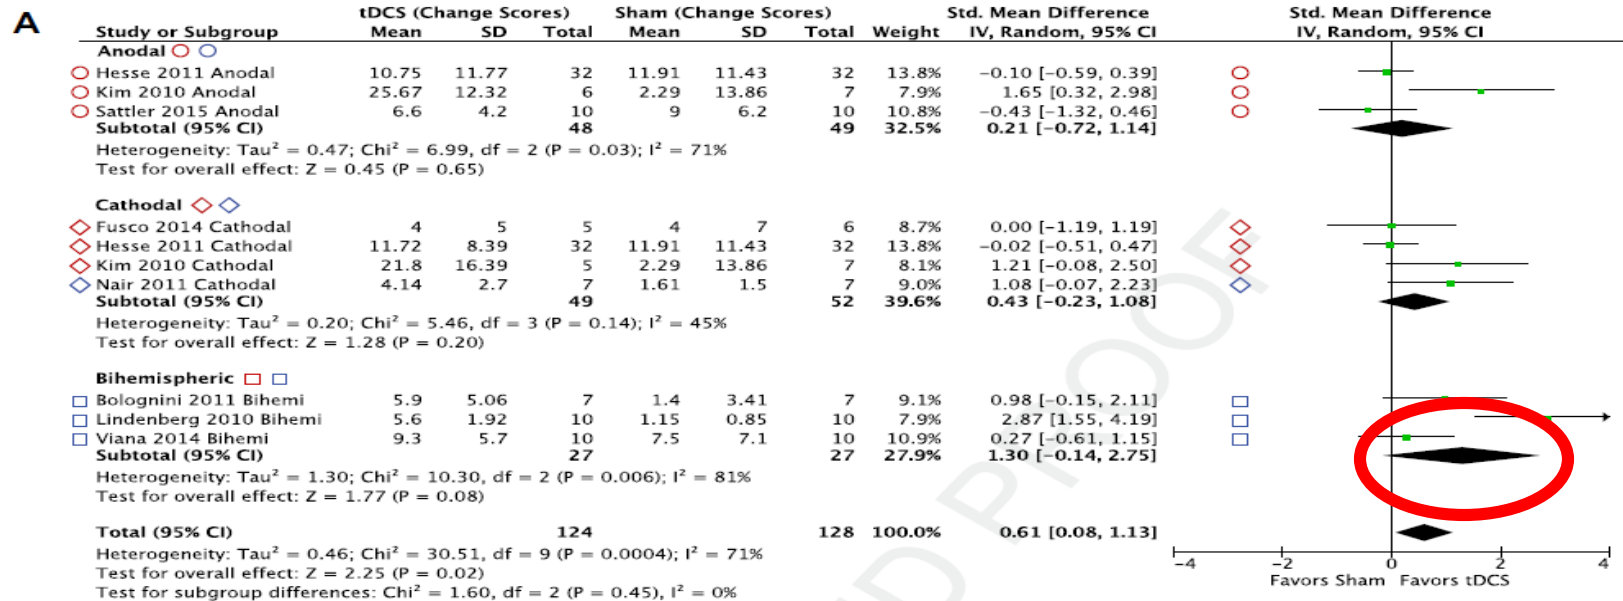 A
tDCS (Change Scores) Sham (Change Scores) Std. Mean Difference Std. Mean Difference
Study or Subgroup Mean SD Total Mean SD Total Weight IV, Random, 95% CI IV, Random, 95% CI
Anodal
Hesse 2011 Anodal 10.75 11.77 32 11.91 11.43 32 13.8% −0.10 [−0.59, 0.39]
Kim 2010 Anodal 25.67 12.32 6 2.29 13.86 7 7.9% 1.65 [0.32, 2.98]
Sattler 2015 Anodal 6.6 4.2 10 9 6.2 10 10.8% −0.43 [−1.32, 0.46]
Subtotal (95% CI) 48 49 32.5% 0.21 [−0.72, 1.14]
Heterogeneity: Tau² = 0.47; Chi² = 6.99, df = 2 (P = 0.03); I² = 71%
Test for overall effect: Z = 0.45 (P = 0.65)
Cathodal
Fusco 2014 Cathodal 4 5 5 4 7 6 8.7% 0.00 [−1.19, 1.19]
Hesse 2011 Cathodal 11.72 8.39 32 11.91 11.43 32 13.8% −0.02 [−0.51, 0.47]
Kim 2010 Cathodal 21.8 16.39 5 2.29 13.86 7 8.1% 1.21 [−0.08, 2.50]
Nair 2011 Cathodal 4.14 2.7 7 1.61 1.5 7 9.0% 1.08 [−0.07, 2.23]
Subtotal (95% CI) 49 52 39.6% 0.43 [−0.23, 1.08]
Heterogeneity: Tau² = 0.20; Chi² = 5.46, df = 3 (P = 0.14); I² = 45%
Test for overall effect: Z = 1.28 (P = 0.20)
Bihemispheric
Bolognini 2011 Bihemi 5.9 5.06 7 1.4 3.41 7 9.1% 0.98 [−0.15, 2.11]
Lindenberg 2010 Bihemi 5.6 1.92 10 1.15 0.85 10 7.9% 2.87 [1.55, 4.19]
Viana 2014 Bihemi 9.3 5.7 10 7.5 7.1 10 10.9% 0.27 [−0.61, 1.15]
Subtotal (95% CI) 27 27 27.9% 1.30 [−0.14, 2.75]
Heterogeneity: Tau² = 1.30; Chi² = 10.30, df = 2 (P = 0.006); I² = 81%
Test for overall effect: Z = 1.77 (P = 0.08)
Total (95% CI) 124 128 100.0% 0.61 [0.08, 1.13]
Heterogeneity: Tau² = 0.46; Chi² = 30.51, df = 9 (P = 0.0004); I² = 71%
Test for overall effect: Z = 2.25 (P = 0.02)
Test for subgroup differences: Chi² = 1.60, df = 2 (P = 0.45), I² = 0%
−4 −2 0 2 4
Favors Sham Favors tDCS
PROOF